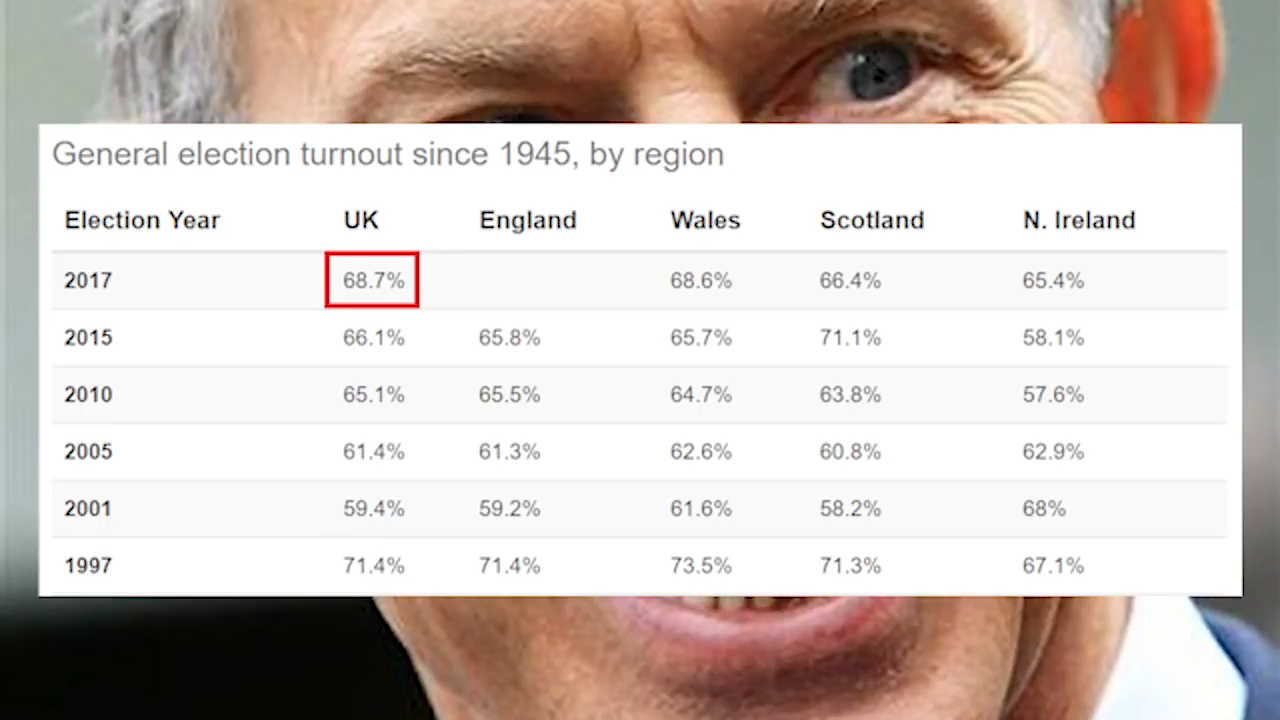 General election turnout since 1945, by region
Election Year UK England Wales Scotland N. Ireland
2017 68.7% 68.6% 66.4% 65.4%
2015 66.1% 65.8% 65.7% 71.1% 58.1%
2010 65.1% 65.5% 64.7% 63.8% 57.6%
2005 61.4% 61.3% 62.6% 60.8% 62.9%
2001 59.4% 59.2% 61.6% 58.2% 68%
1997 71.4% 71.4% 73.5% 71.3% 67.1%